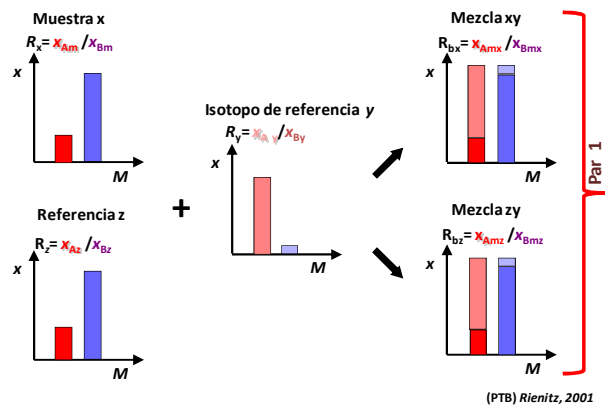 Muestra x
Rx= xAm /xBm
x
M
Referencia z
Rz= xAz /xBz
x
M
+
Isotopo de referencia y
Ry= xA y /xBy
x
M
Mezcla xy
Rbx= xAmx /xBmx
x
M
Mezcla zy
Rbz= xAmz /xBmz
x
M
Par 1
(PTB) Rienitz, 2001